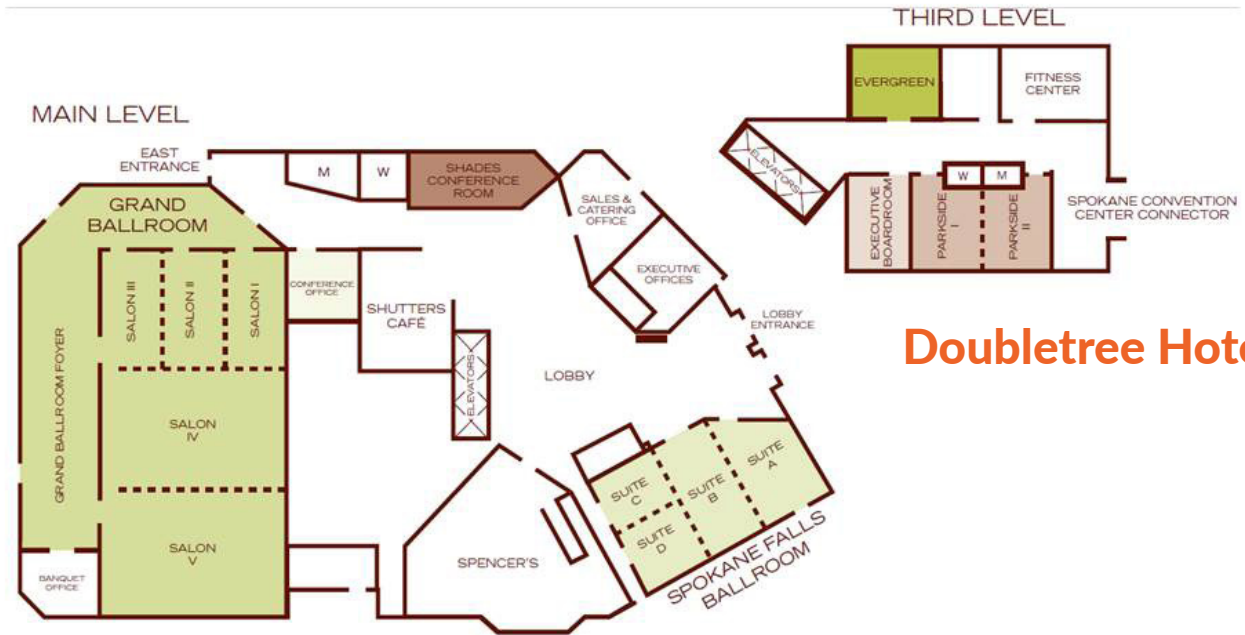 THIRD LEVEL
EVERGREEN
FITNESS
CENTER
ELEVATORS
W
M
EXECUTIVE
BOARDROOM
PARKSIDE
I
PARKSIDE
II
SPOKANE CONVENTION
CENTER CONNECTOR
MAIN LEVEL
EAST
ENTRANCE
M
W
SHADES
CONFERENCE
ROOM
SALES &
CATERING
OFFICE
EXECUTIVE
OFFICES
LOBBY
ENTRANCE
GRAND
BALLROOM
SALON III
SALON II
SALON I
CONFERENCE
OFFICE
SHUTTERS
CAFÉ
ELEVATORS
LOBBY
GRAND BALLROOM FOYER
SALON
IV
SALON
V
BANQUET
OFFICE
SPENCER'S
SUITE
C
SUITE
D
SUITE
B
SUITE
A
SPOKANE FALLS
BALLROOM
Doubletree Hot